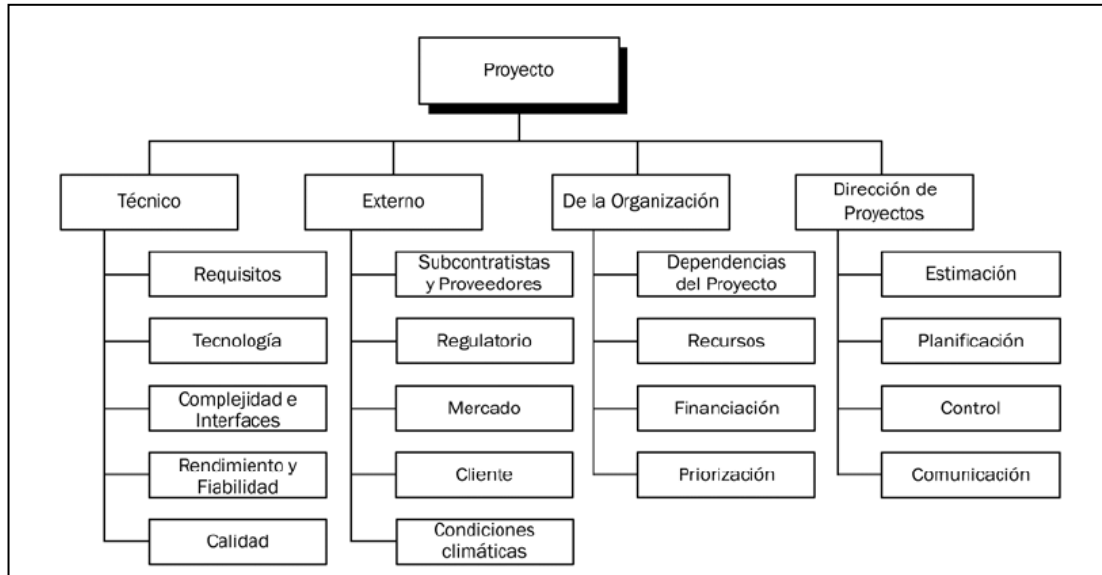 Proyecto
Técnico
Externo
De la Organización
Dirección de
Proyectos
Requisitos
Tecnología
Complejidad e
Interfaces
Rendimiento y
Fiabilidad
Calidad
Subcontratistas
y Proveedores
Regulatorio
Mercado
Cliente
Condiciones
climáticas
Dependencias
del Proyecto
Recursos
Financiación
Priorización
Estimación
Planificación
Control
Comunicación